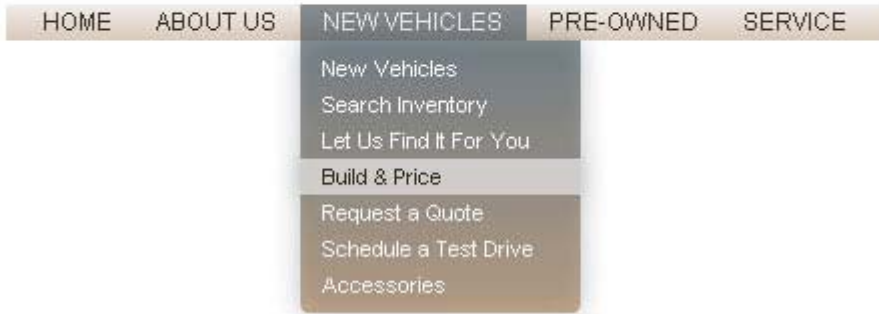 HOME ABOUT US NEW VEHICLES PRE-OWNED SERVICE
New Vehicles
Search Inventory
Let Us Find It For You
Build & Price
Request a Quote
Schedule a Test Drive
Accessories